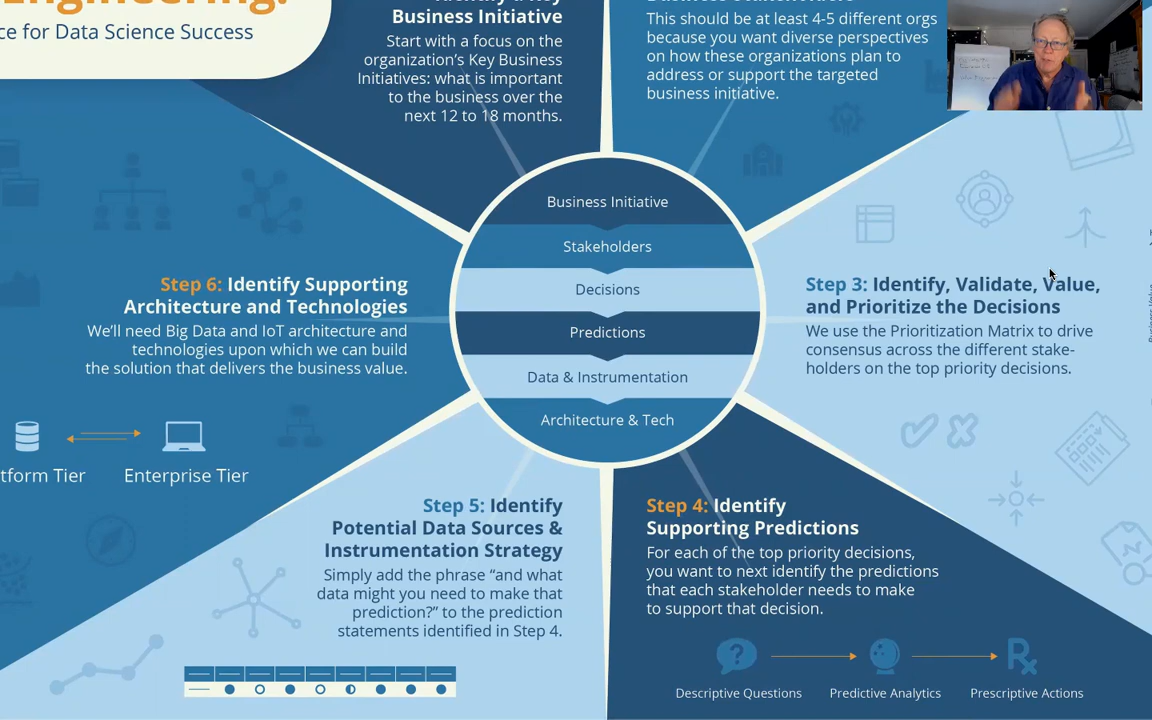 Engineering:
ce for Data Science Success
Business Initiative
Start with a focus on the
organization's Key Business
Initiatives: what is important
to the business over the
next 12 to 18 months.
This should be at least 4-5 different orgs
because you want diverse perspectives
on how these organizations plan to
address or support the targeted
business initiative.
Business Initiative
Stakeholders
Decisions
Predictions
Data & Instrumentation
Architecture & Tech
Step 3: Identify, Validate, Value,
and Prioritize the Decisions
We use the Prioritization Matrix to drive
consensus across the different stake-
holders on the top priority decisions.
Step 4: Identify
Supporting Predictions
For each of the top priority decisions,
you want to next identify the predictions
that each stakeholder needs to make
to support that decision.
Descriptive Questions
Predictive Analytics
Prescriptive Actions
Step 5: Identify
Potential Data Sources &
Instrumentation Strategy
Simply add the phrase “and what
data might you need to make that
prediction?” to the prediction
statements identified in Step 4.
Step 6: Identify Supporting
Architecture and Technologies
We'll need Big Data and IoT architecture and
technologies upon which we can build
the solution that delivers the business value.
tform Tier
Enterprise Tier